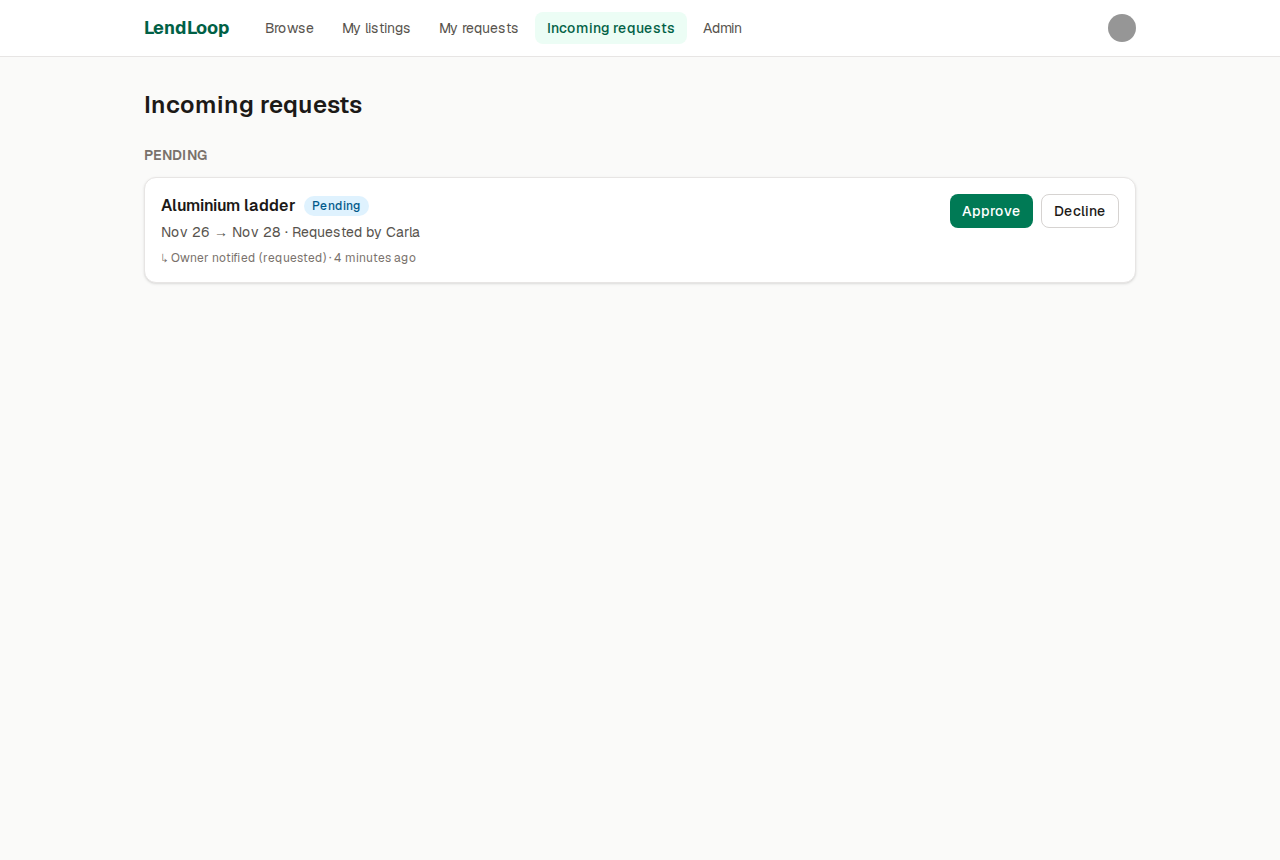 LendLoop Browse My listings My requests Incoming requests Admin
Incoming requests
PENDING
Aluminium ladder Pending Approve Decline
Nov 26 → Nov 28 · Requested by Carla
↳ Owner notified (requested) · 4 minutes ago